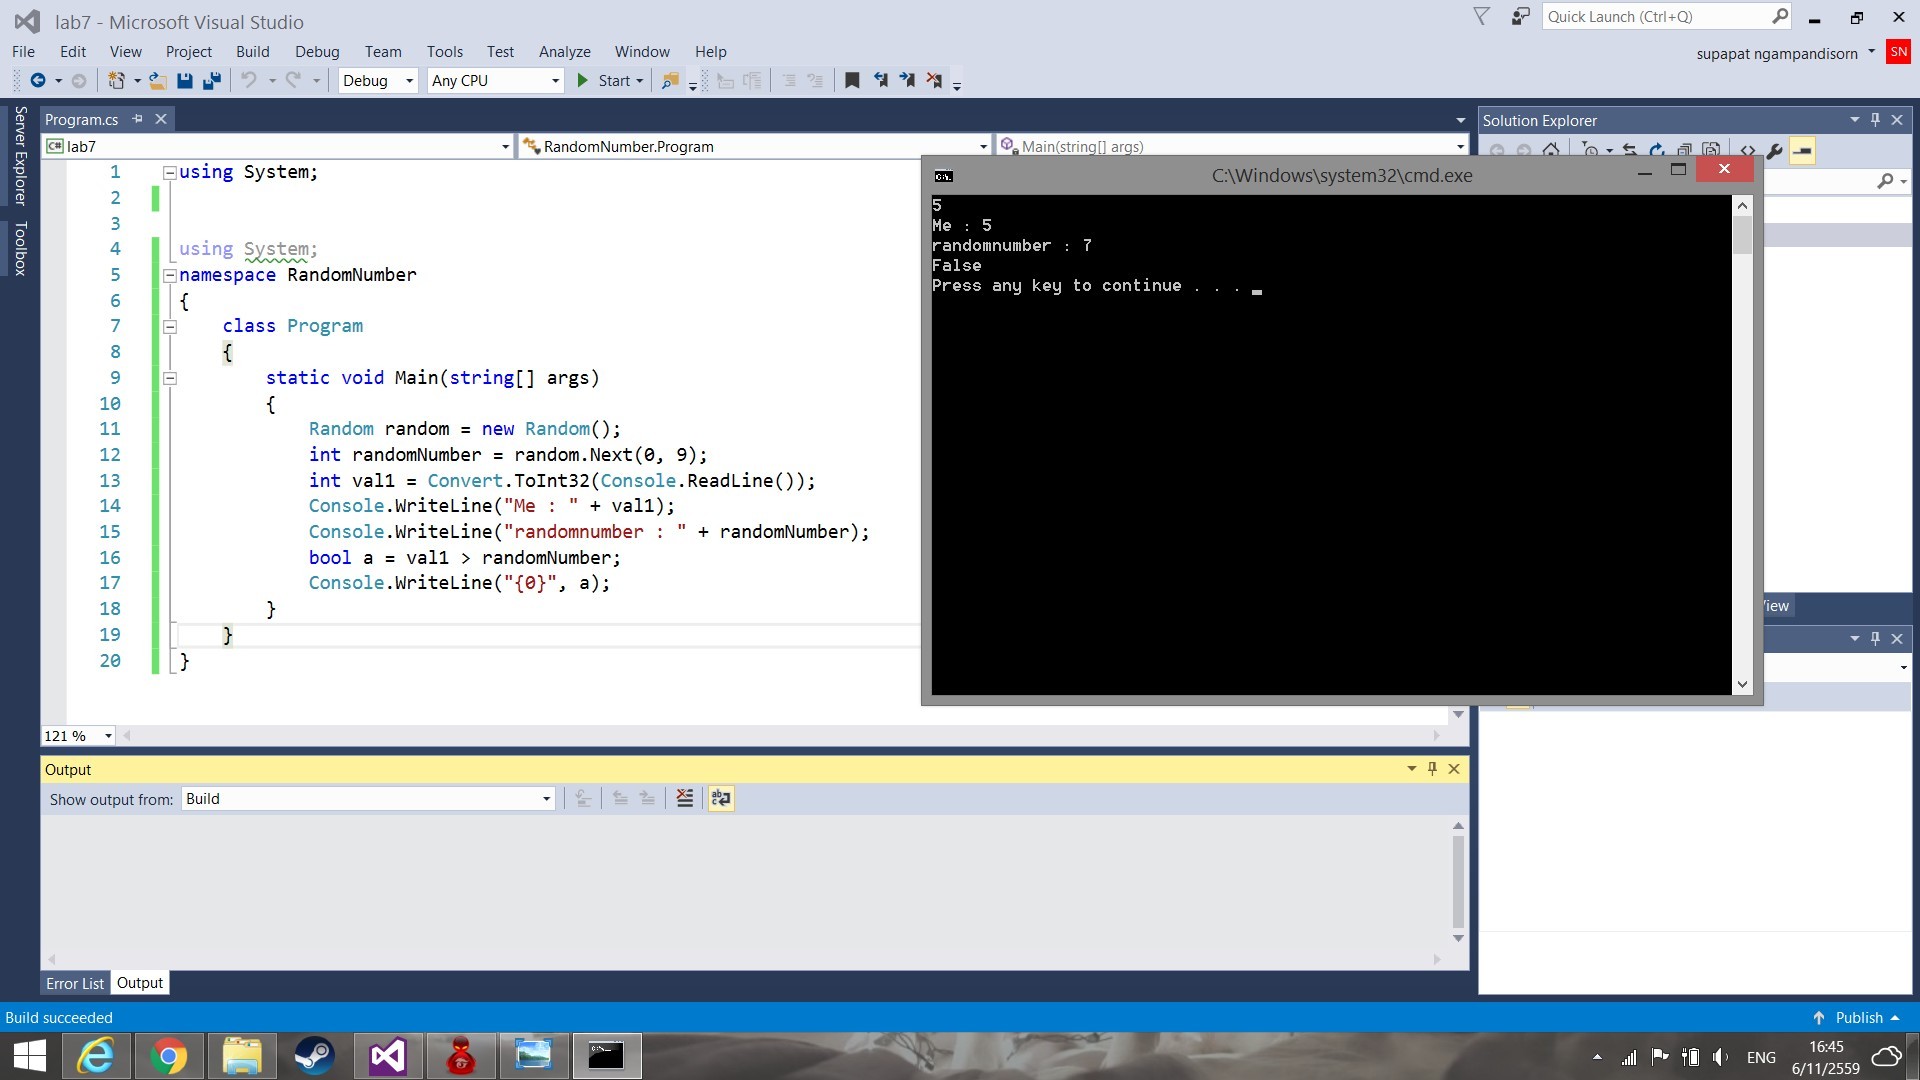 lab7 - Microsoft Visual Studio
Quick Launch (Ctrl+Q)
File Edit View Project Build Debug Team Tools Test Analyze Window Help
supapat ngampandisorn SN
Debug Any CPU Start
Server Explorer
Toolbox
Program.cs
Solution Explorer
C# lab7 RandomNumber.Program Main(string[] args)
1 using System;
2
3
4 using System;
5 namespace RandomNumber
6 {
7 class Program
8 {
9 static void Main(string[] args)
10 {
11 Random random = new Random();
12 int randomNumber = random.Next(0, 9);
13 int val1 = Convert.ToInt32(Console.ReadLine());
14 Console.WriteLine("Me : " + val1);
15 Console.WriteLine("randomnumber : " + randomNumber);
16 bool a = val1 > randomNumber;
17 Console.WriteLine("{0}", a);
18 }
19 }
20 }
C:\Windows\system32\cmd.exe
5
Me : 5
randomnumber : 7
False
Press any key to continue . . .
View
121 %
Output
Show output from: Build
Error List Output
Build succeeded
Publish
ENG
16:45
6/11/2559